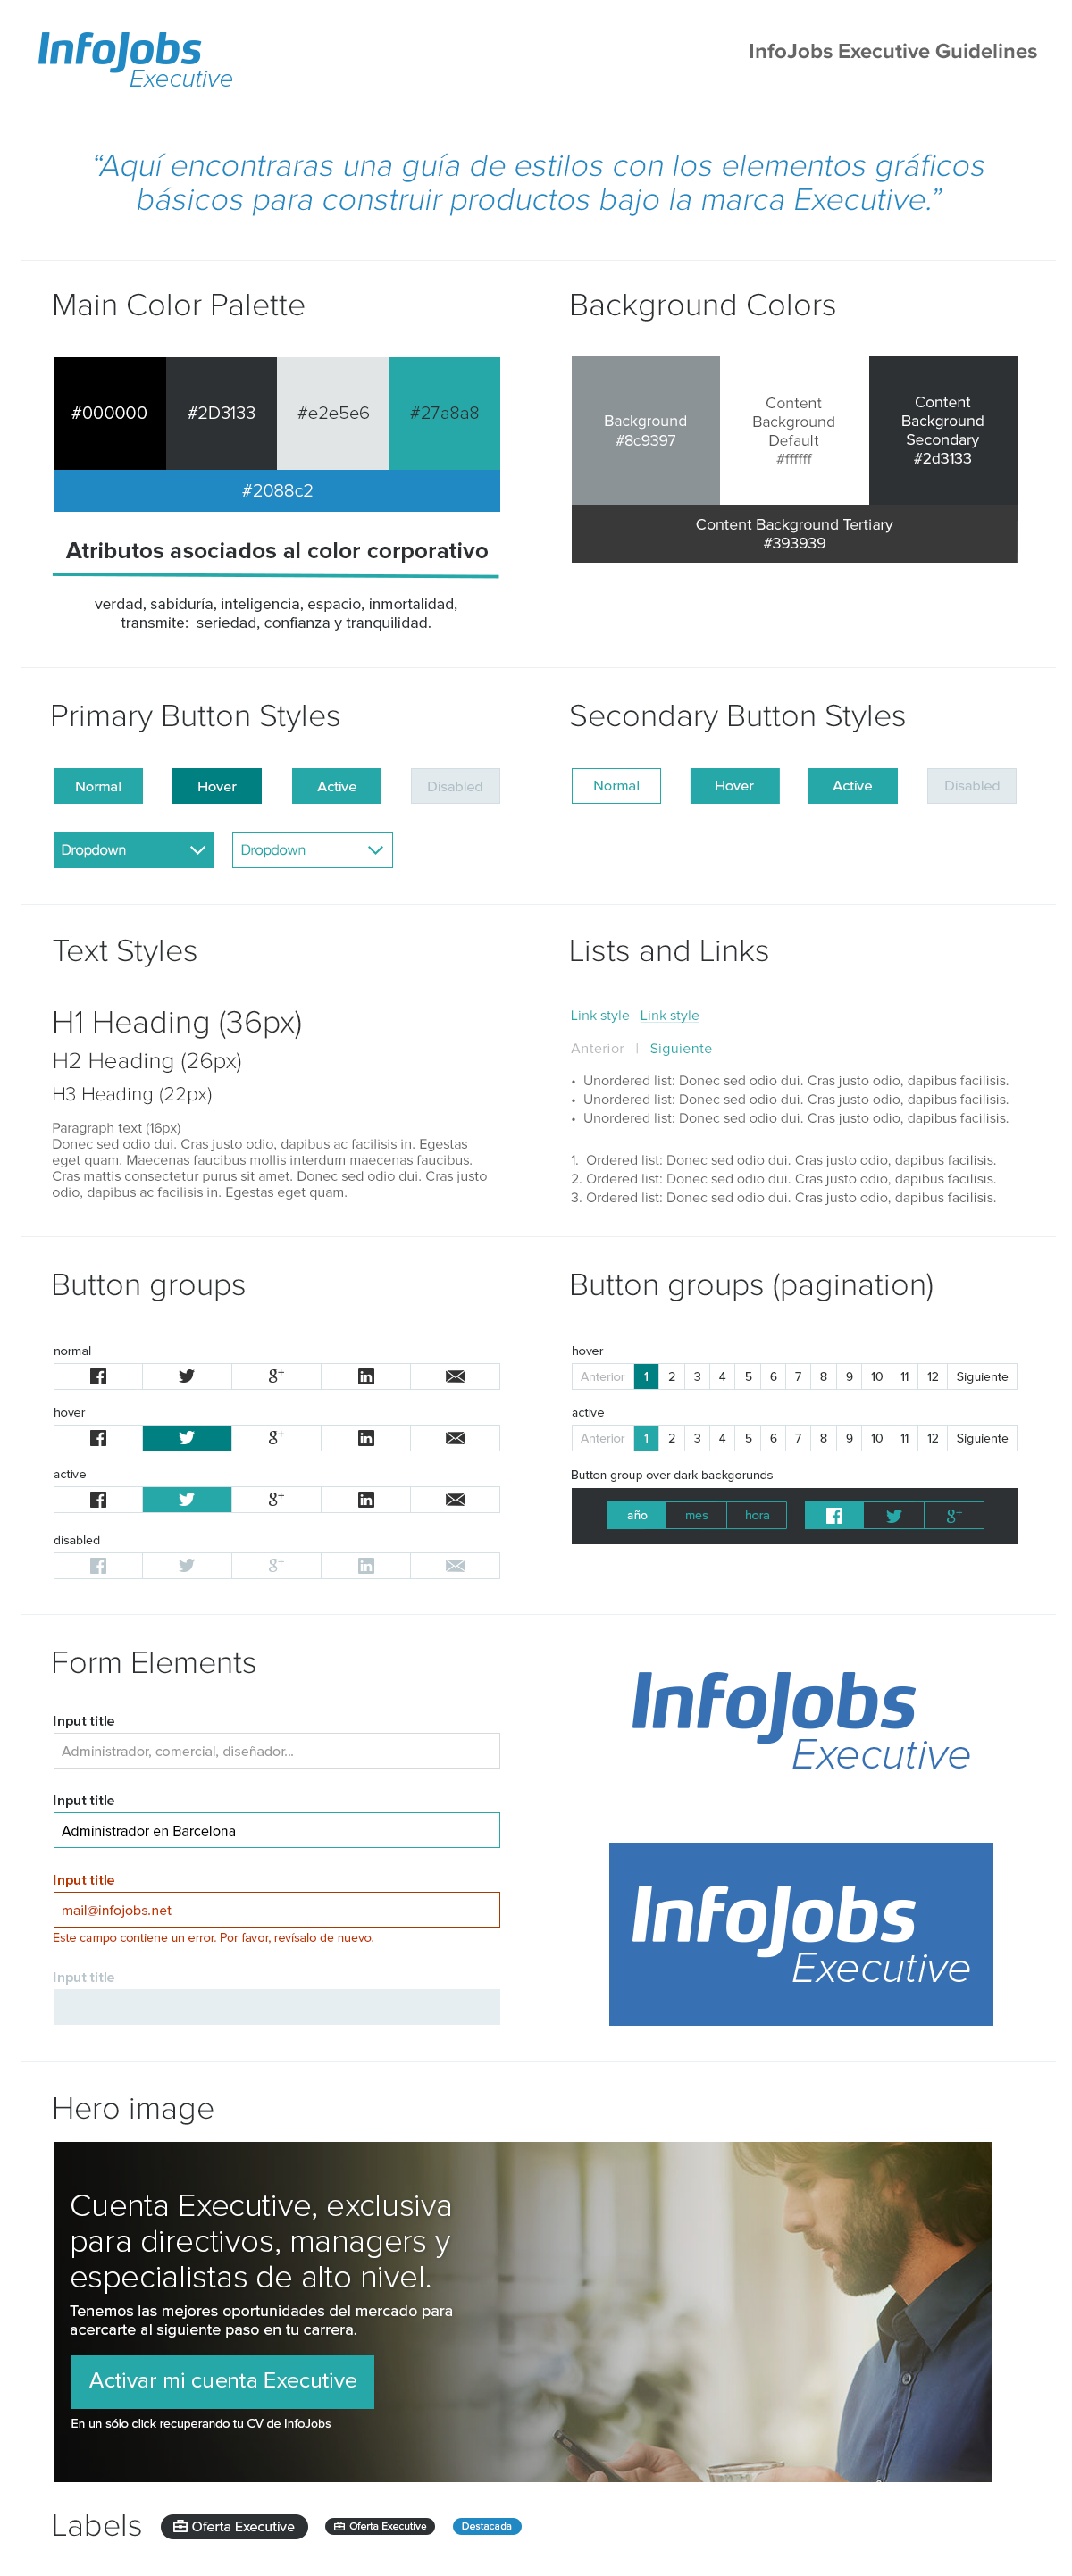 InfoJobs
Executive
InfoJobs Executive Guidelines
“Aquí encontraras una guía de estilos con los elementos gráficos
básicos para construir productos bajo la marca Executive.”
Main Color Palette
#000000
#2D3133
#e2e5e6
#27a8a8
#2088c2
Atributos asociados al color corporativo
verdad, sabiduría, inteligencia, espacio, inmortalidad,
transmite: seriedad, confianza y tranquilidad.
Background Colors
Background
#8c9397
Content
Background
Default
#ffffff
Content
Background
Secondary
#2d3133
Content Background Tertiary
#393939
Primary Button Styles
Normal
Hover
Active
Disabled
Dropdown
Dropdown
Secondary Button Styles
Normal
Hover
Active
Disabled
Text Styles
H1 Heading (36px)
H2 Heading (26px)
H3 Heading (22px)
Paragraph text (16px)
Donec sed odio dui. Cras justo odio, dapibus ac facilisis in. Egestas
eget quam. Maecenas faucibus mollis interdum maecenas faucibus.
Cras mattis consectetur purus sit amet. Donec sed odio dui. Cras justo
odio, dapibus ac facilisis in. Egestas eget quam.
Lists and Links
Link style Link style
Anterior | Siguiente
• Unordered list: Donec sed odio dui. Cras justo odio, dapibus facilisis.
• Unordered list: Donec sed odio dui. Cras justo odio, dapibus facilisis.
• Unordered list: Donec sed odio dui. Cras justo odio, dapibus facilisis.
1. Ordered list: Donec sed odio dui. Cras justo odio, dapibus facilisis.
2. Ordered list: Donec sed odio dui. Cras justo odio, dapibus facilisis.
3. Ordered list: Donec sed odio dui. Cras justo odio, dapibus facilisis.
Button groups
normal
f g+ in
hover
f g+ in
active
f g+ in
disabled
f g+ in
Button groups (pagination)
hover
Anterior 1 2 3 4 5 6 7 8 9 10 11 12 Siguiente
active
Anterior 1 2 3 4 5 6 7 8 9 10 11 12 Siguiente
Button group over dark backgorunds
año mes hora f g+
Form Elements
Input title
Administrador, comercial, diseñador...
Input title
Administrador en Barcelona
Input title
mail@infojobs.net
Este campo contiene un error. Por favor, revísalo de nuevo.
Input title
InfoJobs
Executive
InfoJobs
Executive
Hero image
Cuenta Executive, exclusiva
para directivos, managers y
especialistas de alto nivel.
Tenemos las mejores oportunidades del mercado para
acercarte al siguiente paso en tu carrera.
Activar mi cuenta Executive
En un sólo click recuperando tu CV de InfoJobs
Labels
Oferta Executive
Oferta Executive
Destacada